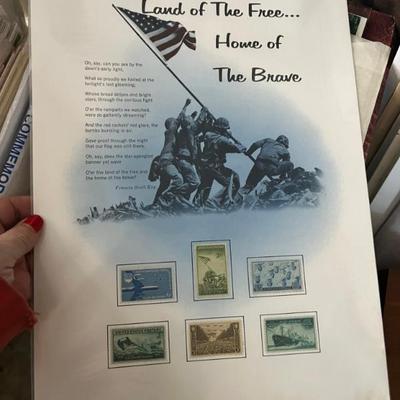 Land of The Free...
Home of
The Brave
Oh, say, can you see by the
dawn's early light,
What so proudly we hailed at the
twilight's last gleaming,
Whose broad stripes and bright
stars, through the perilous fight
O'er the ramparts we watched
were so gallantly streaming!
And the rockets' red glare, the
bombs bursting in air,
Gave proof through the night
that our flag was still there,
Oh, say, does the star-spangled
banner yet wave
O'er the land of the free and
the home of the brave?
Francis Scott Key
COMMEMOR